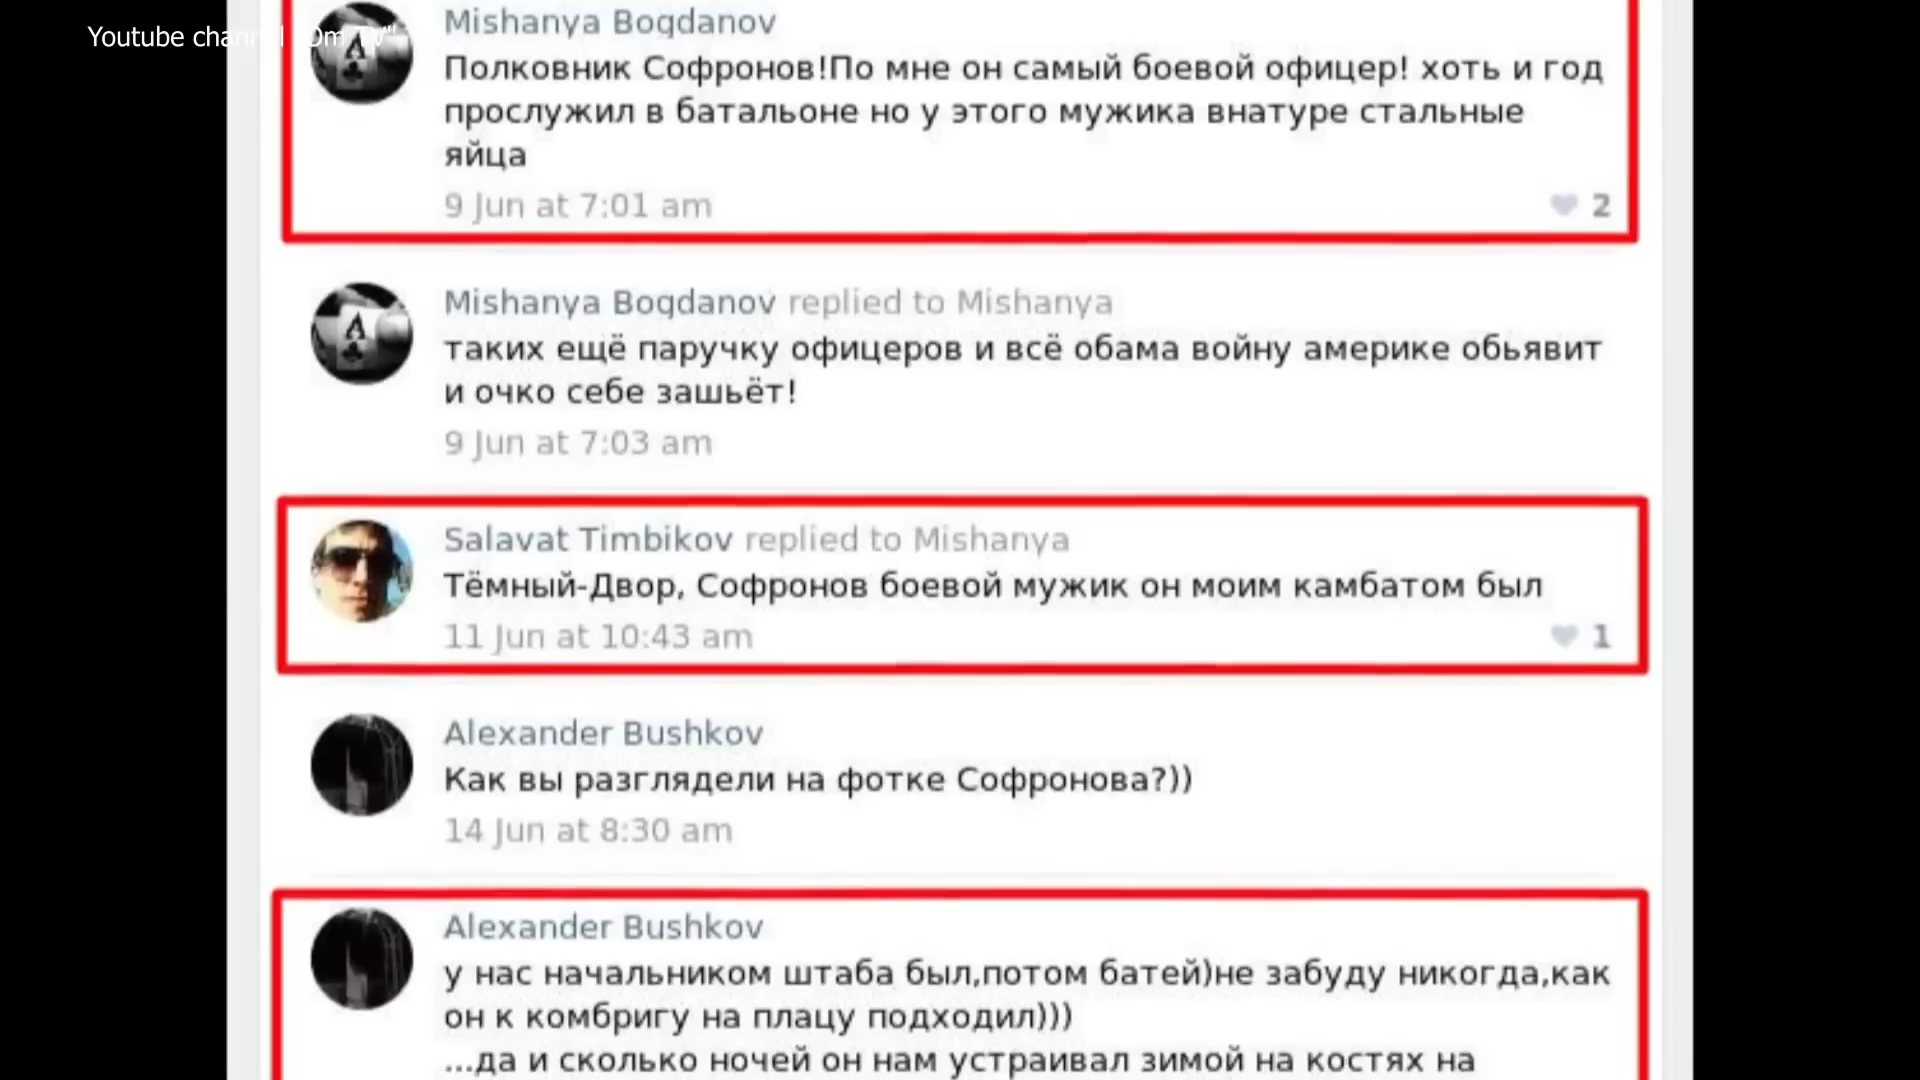 Youtube channel "Om TV"
Mishanya Bogdanov
Полковник Софронов!По мне он самый боевой офицер! хоть и год
прослужил в батальоне но у этого мужика внатуре стальные
яйца
9 Jun at 7:01 am
2
Mishanya Bogdanov replied to Mishanya
таких ещё паручку офицеров и всё обама войну америке обьявит
и очко себе зашьёт!
9 Jun at 7:03 am
Salavat Timbikov replied to Mishanya
Тёмный-Двор, Софронов боевой мужик он моим камбатом был
11 Jun at 10:43 am
1
Alexander Bushkov
Как вы разглядели на фотке Софронова?))
14 Jun at 8:30 am
Alexander Bushkov
у нас начальником штаба был,потом батей)не забуду никогда,как
он к комбригу на плацу подходил)))
...да и сколько ночей он нам устраивал зимой на костях на